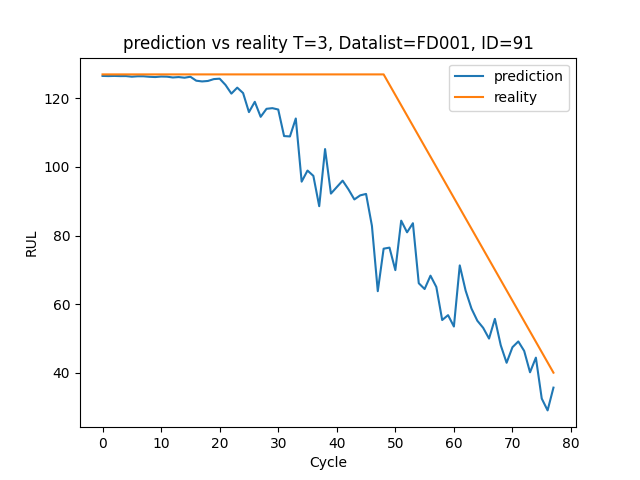 prediction vs reality T=3, Datalist=FD001, ID=91
prediction
reality
RUL
120
100
80
60
40
0 10 20 30 40 50 60 70 80
Cycle